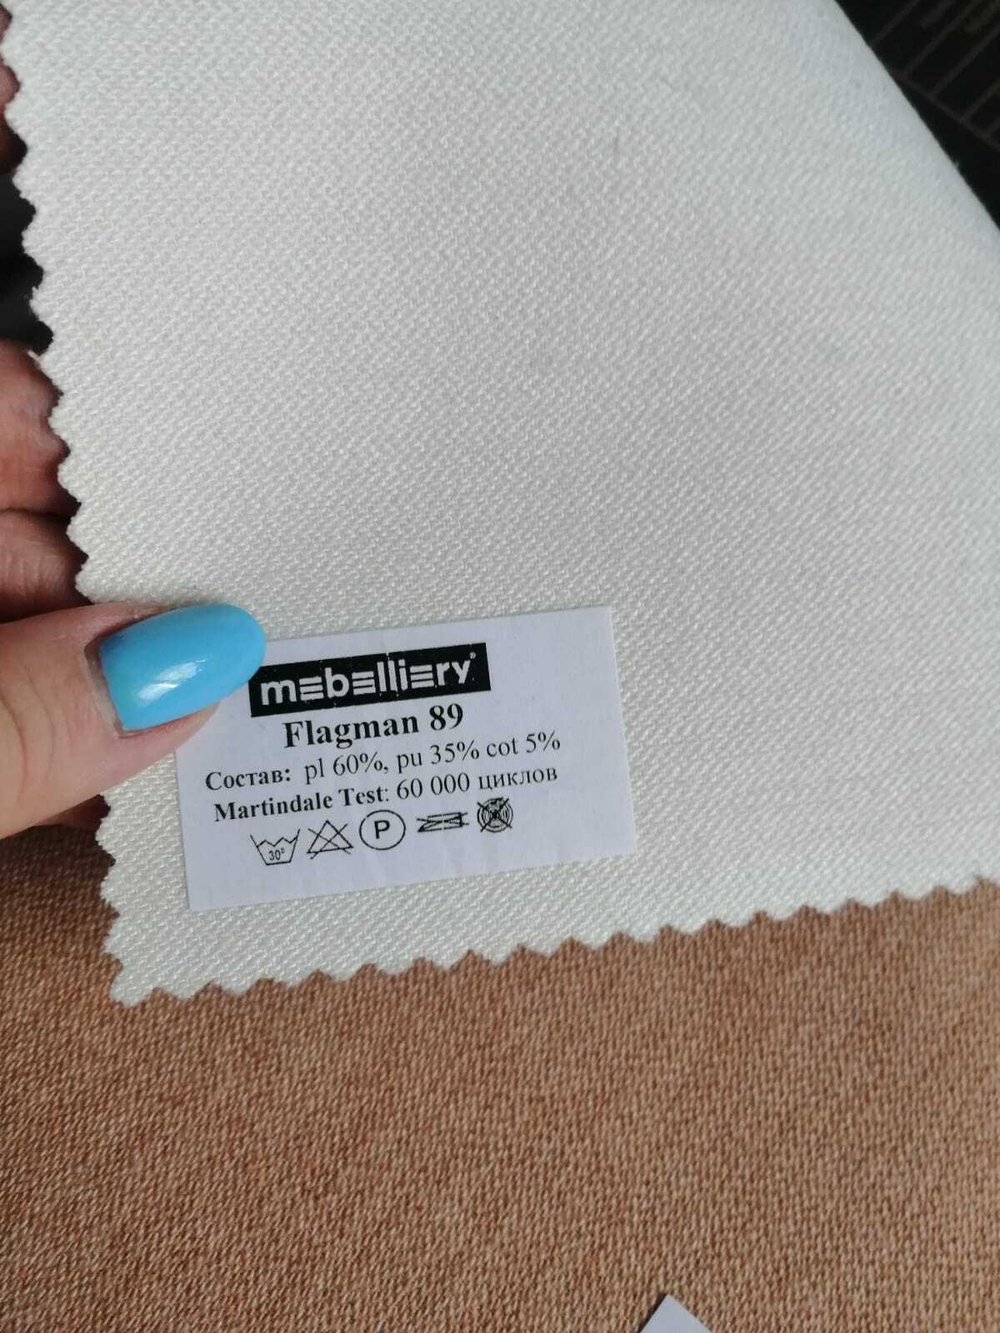 mebelliery®
Flagman 89
Состав: pl 60%, pu 35% cot 5%
Martindale Test: 60 000 циклов
30° P